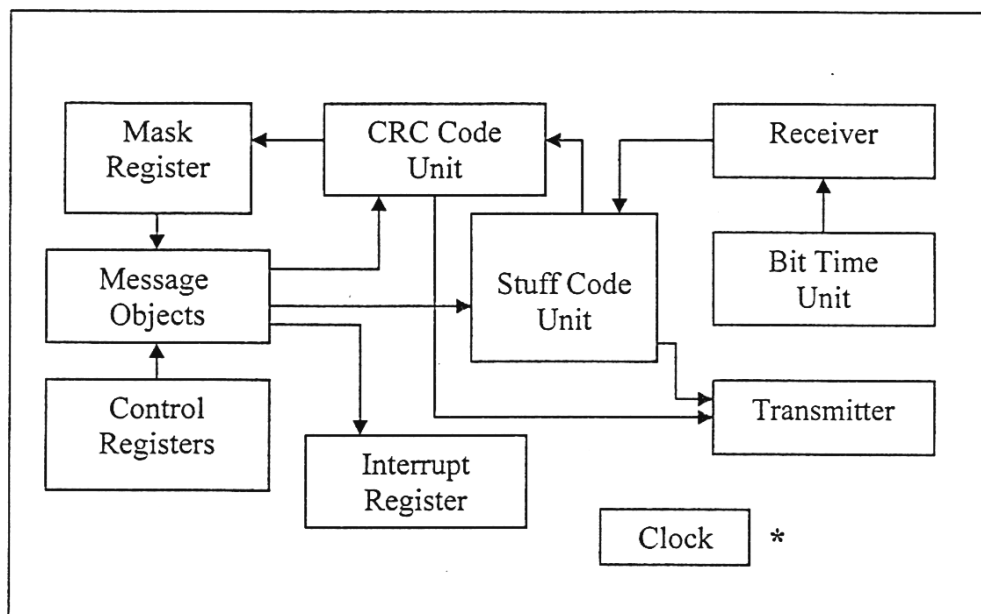 Mask
Register
CRC Code
Unit
Receiver
Message
Objects
Stuff Code
Unit
Bit Time
Unit
Control
Registers
Interrupt
Register
Transmitter
Clock *